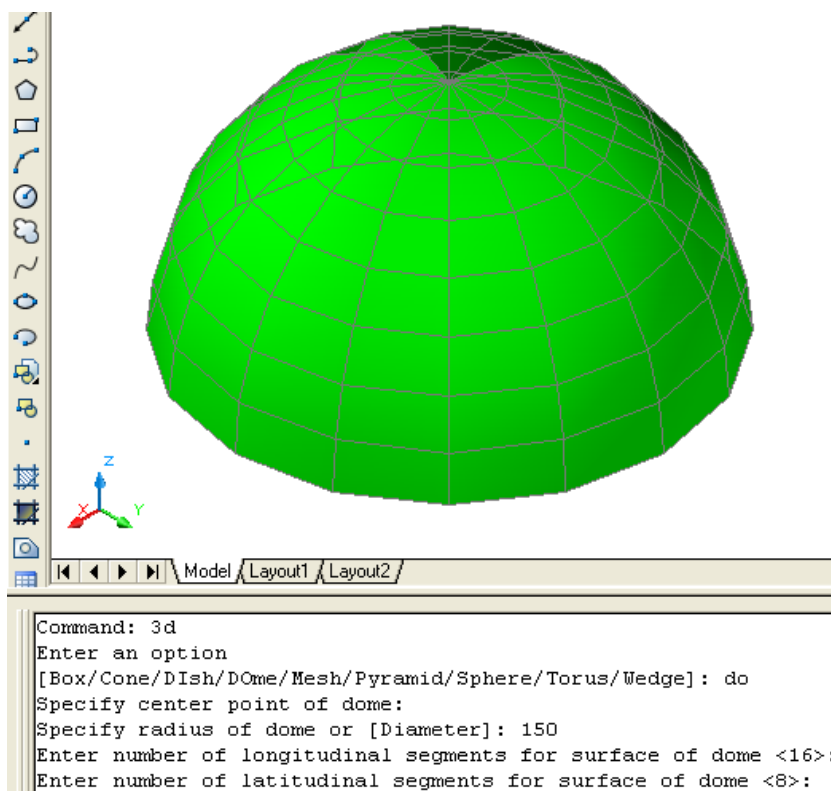 Z
X
Y
Model Layout1 Layout2
Command: 3d
Enter an option
[Box/Cone/DIsh/DOme/Mesh/Pyramid/Sphere/Torus/Wedge]: do
Specify center point of dome:
Specify radius of dome or [Diameter]: 150
Enter number of longitudinal segments for surface of dome <16>:
Enter number of latitudinal segments for surface of dome <8>: